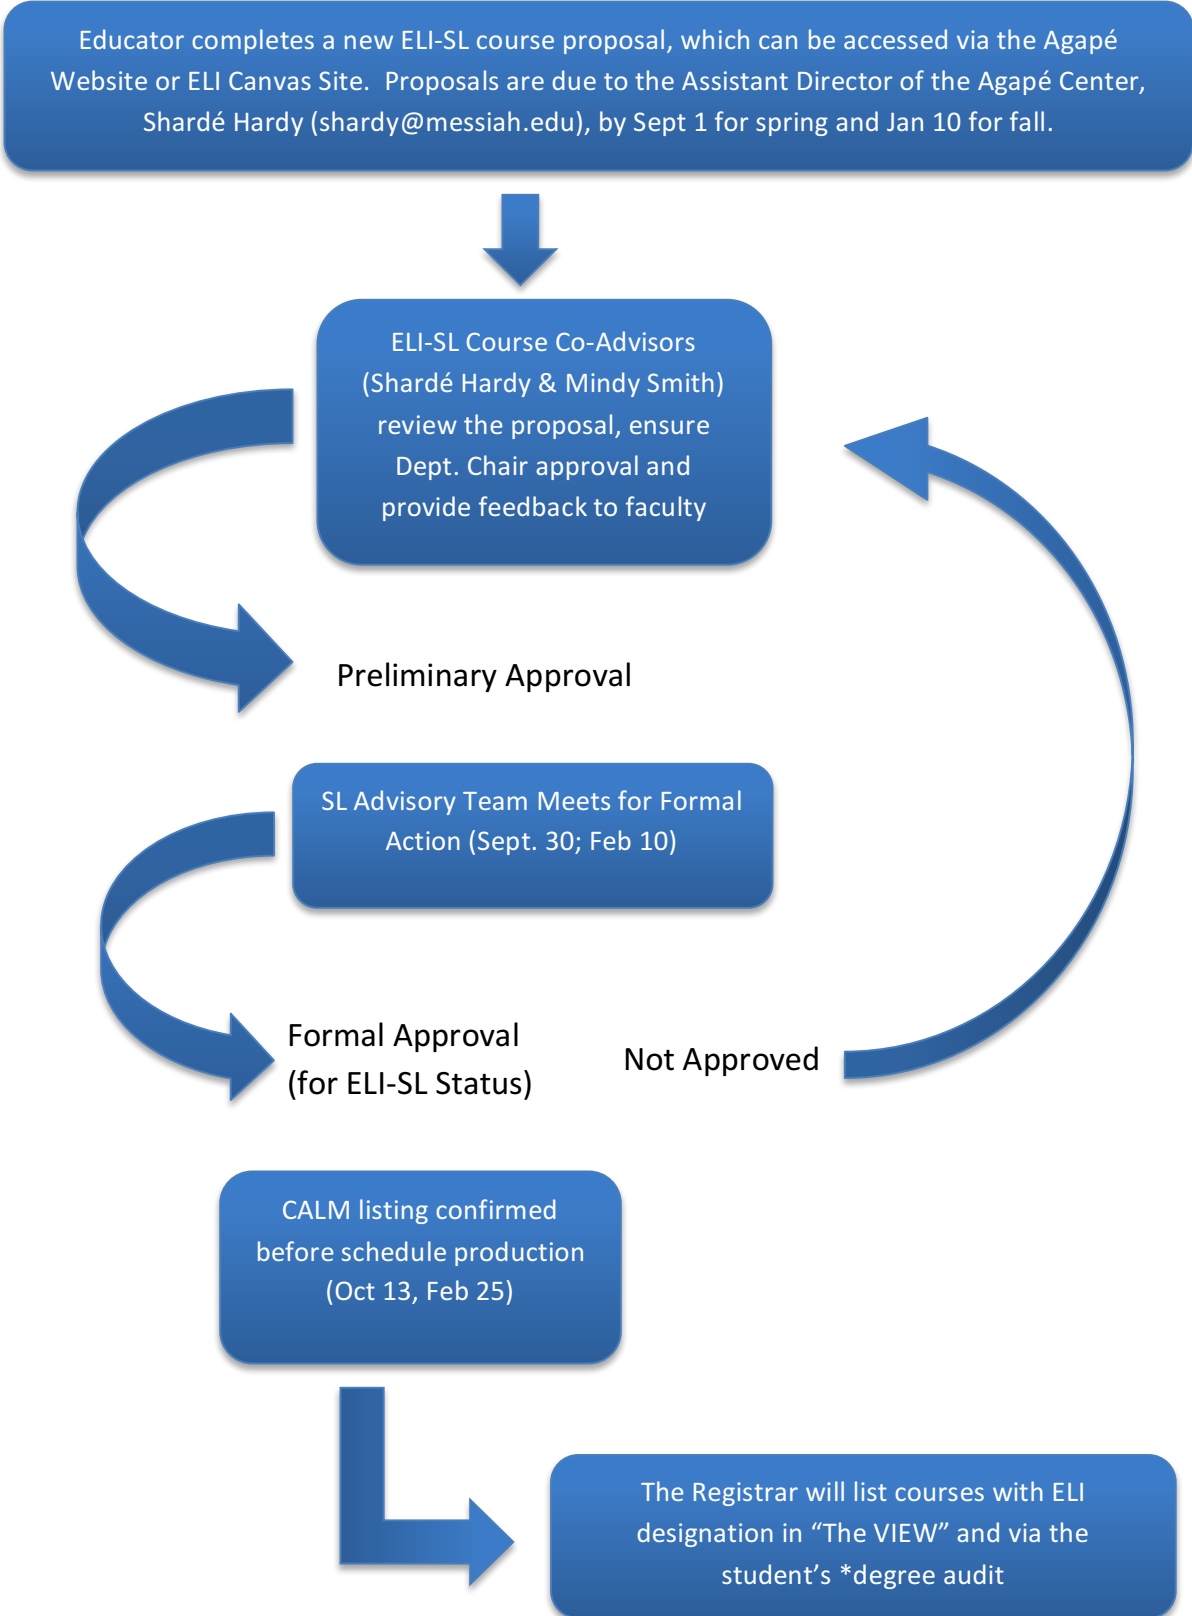 Educator completes a new ELI-SL course proposal, which can be accessed via the Agapé
Website or ELI Canvas Site.  Proposals are due to the Assistant Director of the Agapé Center,
Shardé Hardy (shardy@messiah.edu), by Sept 1 for spring and Jan 10 for fall.
ELI-SL Course Co-Advisors
(Shardé Hardy & Mindy Smith)
review the proposal, ensure
Dept. Chair approval and
provide feedback to faculty
Preliminary Approval
SL Advisory Team Meets for Formal
Action (Sept. 30; Feb 10)
Formal Approval
(for ELI-SL Status)
Not Approved
CALM listing confirmed
before schedule production
(Oct 13, Feb 25)
The Registrar will list courses with ELI
designation in “The VIEW” and via the
student’s *degree audit